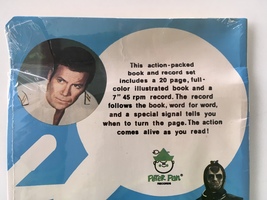 This action-packed
book and record set
includes a 20 page, full-
color illustrated book and a
7" 45 rpm record. The record
follows the book, word for word,
and a special signal tells you
when to turn the page. The action
comes alive as you read!
Peter Pan
RECORDS